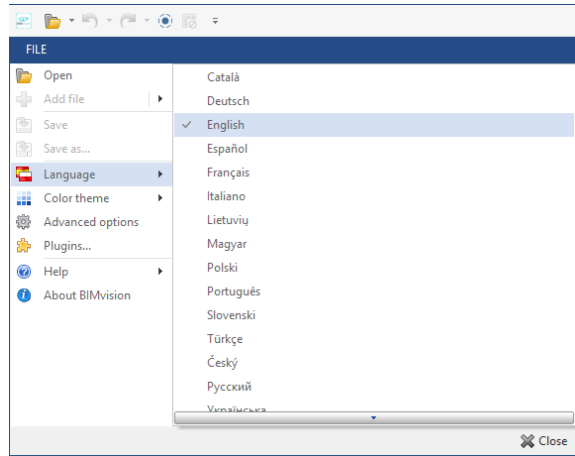 FILE
Open
Add file
Save
Save as...
Language
Color theme
Advanced options
Plugins...
Help
About BIMvision
Català
Deutsch
English
Español
Français
Italiano
Lietuvių
Magyar
Polski
Português
Slovenski
Türkçe
Český
Русский
Українська
Close